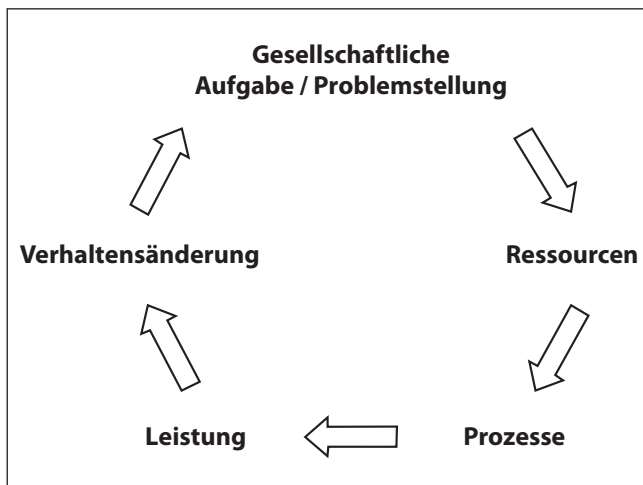 Gesellschaftliche
Aufgabe / Problemstellung
Verhaltensänderung
Ressourcen
Leistung
Prozesse